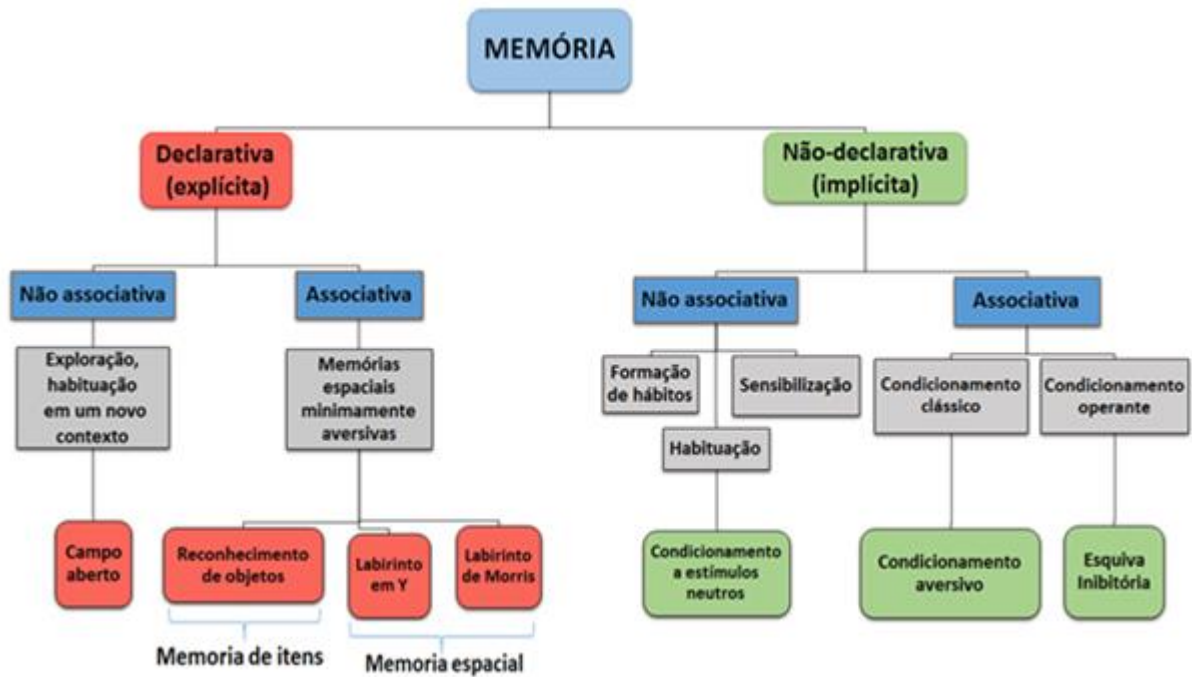 MEMÓRIA
Declarativa
(explícita)
Não-declarativa
(implícita)
Não associativa
Associativa
Não associativa
Associativa
Exploração,
habituação
em um novo
contexto
Memórias
espaciais
minimamente
aversivas
Formação
de hábitos
Sensibilização
Habituação
Condicionamento
clássico
Condicionamento
operante
Campo
aberto
Reconhecimento
de objetos
Labirinto
em Y
Labirinto
de Morris
Condicionamento
a estímulos
neutros
Condicionamento
aversivo
Esquiva
Inibitória
Memoria de itens
Memoria espacial